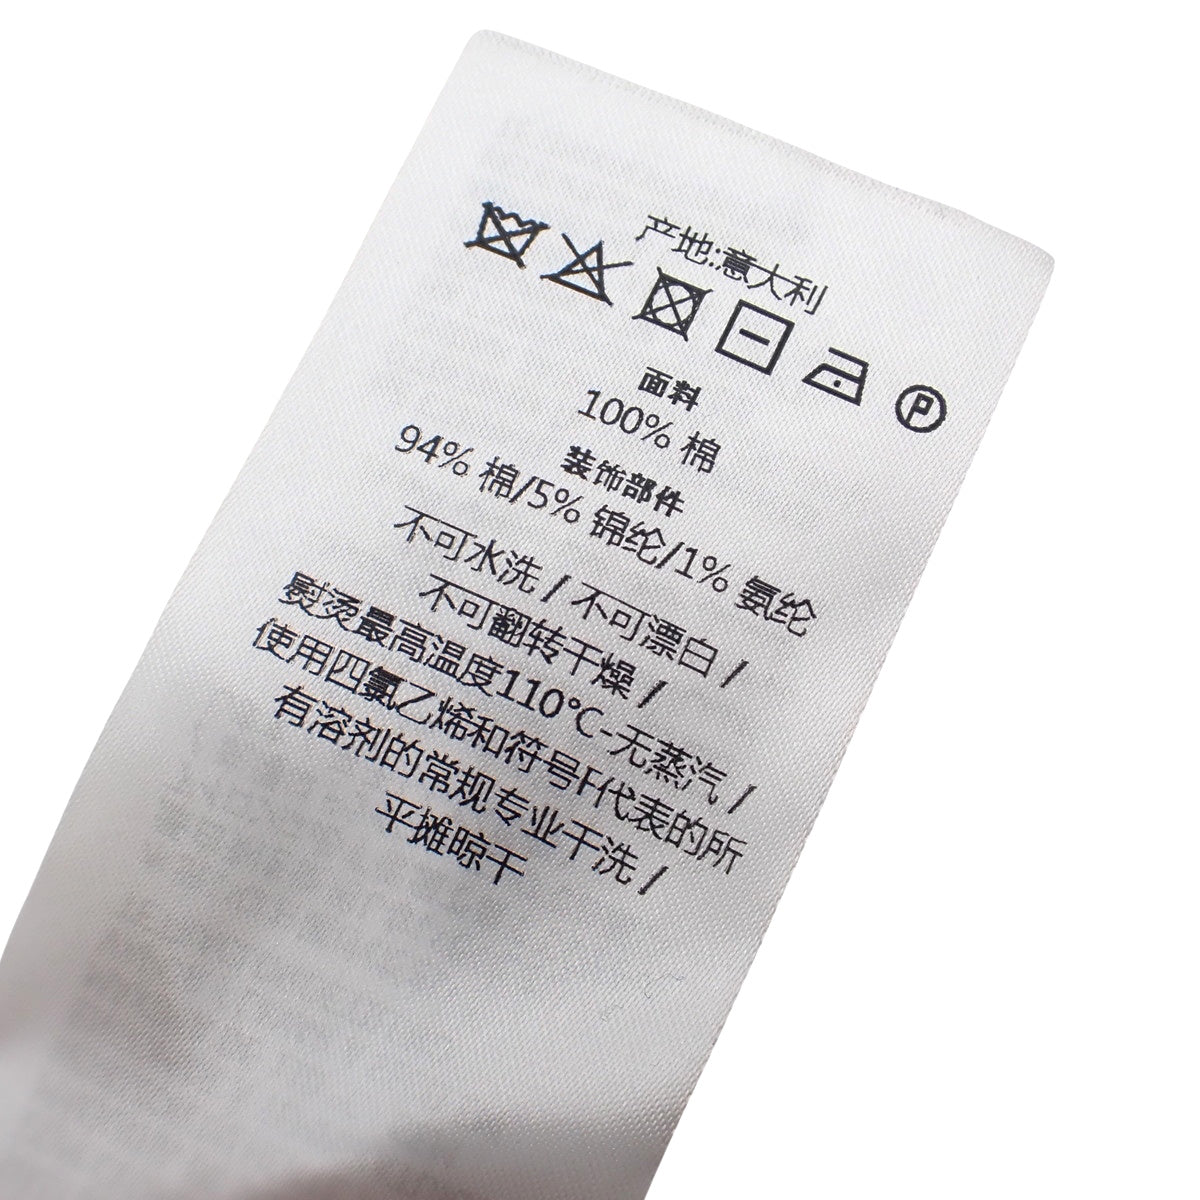 产地:意大利
P
面料
100% 棉
装饰部件
94% 棉/5% 锦纶/1% 氨纶
不可水洗 / 不可漂白 /
不可翻转干燥 /
熨烫最高温度110℃-无蒸汽 /
使用四氯乙烯和符号F代表的所
有溶剂的常规专业干洗 /
平摊晾干